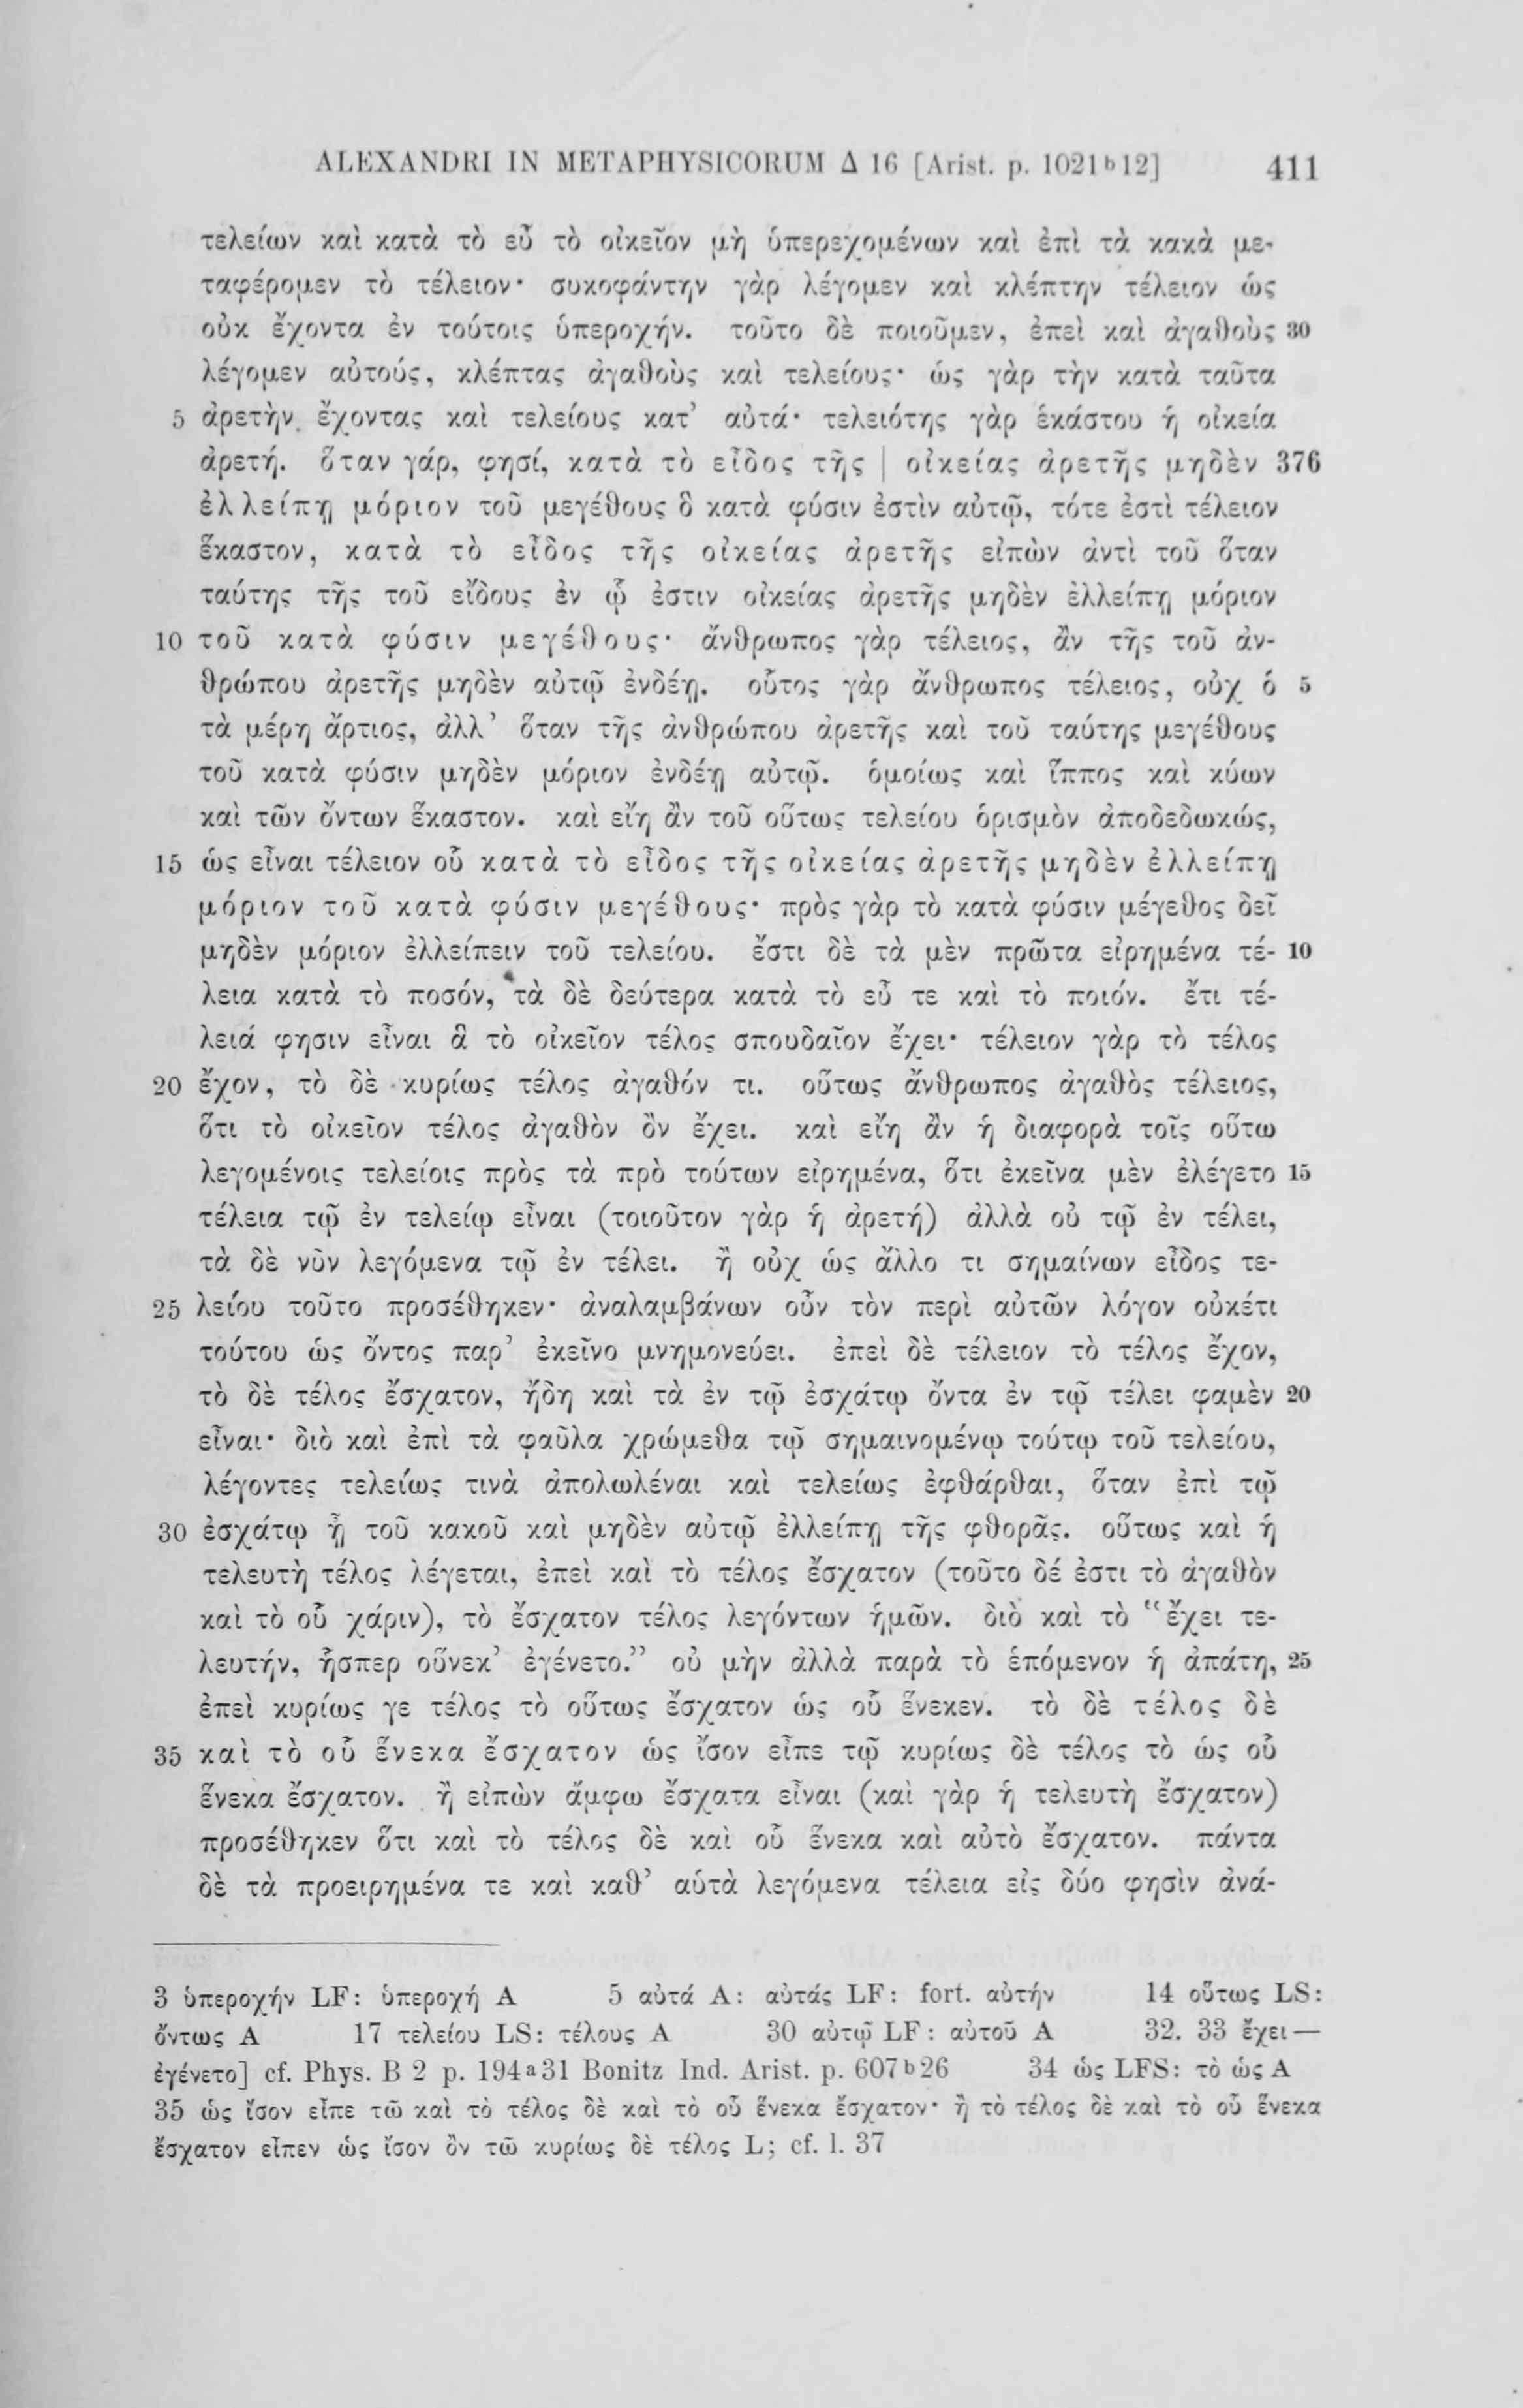 ALEXANDRI IN METAPHYSICORUM Δ 16 [Arist. p. 1021ᵇ12] 411
τελείων καὶ κατὰ τὸ εὖ τὸ οἰκεῖον μὴ ὑπερεχομένων καὶ ἐπὶ τὰ κακὰ με-
ταφέρομεν τὸ τέλειον· συκοφάντην γὰρ λέγομεν καὶ κλέπτην τέλειον ὡς
οὐκ ἔχοντα ἐν τούτοις ὑπεροχήν. τοῦτο δὲ ποιοῦμεν, ἐπεὶ καὶ ἀγαθοὺς 30
λέγομεν αὐτούς, κλέπτας ἀγαθοὺς καὶ τελείους· ὡς γὰρ τὴν κατὰ ταῦτα
5 ἀρετὴν ἔχοντας καὶ τελείους κατ’ αὐτά· τελειότης γὰρ ἑκάστου ἡ οἰκεία
ἀρετή. ὅταν γάρ, φησί, κατὰ τὸ εἶδος τῆς | οἰκείας ἀρετῆς μηδὲν 376
ἐλλείπῃ μόριον τοῦ μεγέθους ὃ κατὰ φύσιν ἐστὶν αὐτῷ, τότε ἐστὶ τέλειον
ἕκαστον, κατὰ τὸ εἶδος τῆς οἰκείας ἀρετῆς εἰπὼν ἀντὶ τοῦ ὅταν
ταύτης τῆς τοῦ εἴδους ἐν ᾧ ἐστιν οἰκείας ἀρετῆς μηδὲν ἐλλείπῃ μόριον
10 τοῦ κατὰ φύσιν μεγέθους· ἄνθρωπος γὰρ τέλειος, ἂν τῆς τοῦ ἀν-
θρώπου ἀρετῆς μηδὲν αὐτῷ ἐνδέῃ. οὗτος γὰρ ἄνθρωπος τέλειος, οὐχ ὁ 5
τὰ μέρη ἄρτιος, ἀλλ’ ὅταν τῆς ἀνθρώπου ἀρετῆς καὶ τοῦ ταύτης μεγέθους
τοῦ κατὰ φύσιν μηδὲν μόριον ἐνδέῃ αὐτῷ. ὁμοίως καὶ ἵππος καὶ κύων
καὶ τῶν ὄντων ἕκαστον. καὶ εἴη ἂν τοῦ οὕτως τελείου ὁρισμὸν ἀποδεδωκώς,
15 ὡς εἶναι τέλειον οὗ κατὰ τὸ εἶδος τῆς οἰκείας ἀρετῆς μηδὲν ἐλλείπῃ
μόριον τοῦ κατὰ φύσιν μεγέθους· πρὸς γὰρ τὸ κατὰ φύσιν μέγεθος δεῖ
μηδὲν μόριον ἐλλείπειν τοῦ τελείου. ἔστι δὲ τὰ μὲν πρῶτα εἰρημένα τέ- 10
λεια κατὰ τὸ ποσόν, τὰ δὲ δεύτερα κατὰ τὸ εὖ τε καὶ τὸ ποιόν. ἔτι τέ-
λειά φησιν εἶναι ἃ τὸ οἰκεῖον τέλος σπουδαῖον ἔχει· τέλειον γὰρ τὸ τέλος
20 ἔχον, τὸ δὲ κυρίως τέλος ἀγαθόν τι. οὕτως ἄνθρωπος ἀγαθὸς τέλειος,
ὅτι τὸ οἰκεῖον τέλος ἀγαθὸν ὂν ἔχει. καὶ εἴη ἂν ἡ διαφορὰ τοῖς οὕτω
λεγομένοις τελείοις πρὸς τὰ πρὸ τούτων εἰρημένα, ὅτι ἐκεῖνα μὲν ἐλέγετο 15
τέλεια τῷ ἐν τελείῳ εἶναι (τοιοῦτον γὰρ ἡ ἀρετή) ἀλλὰ οὐ τῷ ἐν τέλει,
τὰ δὲ νῦν λεγόμενα τῷ ἐν τέλει. ἢ οὐχ ὡς ἄλλο τι σημαίνων εἶδος τε-
25 λείου τοῦτο προσέθηκεν· ἀναλαμβάνων οὖν τὸν περὶ αὐτῶν λόγον οὐκέτι
τούτου ὡς ὄντος παρ’ ἐκεῖνο μνημονεύει. ἐπεὶ δὲ τέλειον τὸ τέλος ἔχον,
τὸ δὲ τέλος ἔσχατον, ἤδη καὶ τὰ ἐν τῷ ἐσχάτῳ ὄντα ἐν τῷ τέλει φαμὲν 20
εἶναι· διὸ καὶ ἐπὶ τὰ φαῦλα χρώμεθα τῷ σημαινομένῳ τούτῳ τοῦ τελείου,
λέγοντες τελείως τινὰ ἀπολωλέναι καὶ τελείως ἐφθάρθαι, ὅταν ἐπὶ τῷ
30 ἐσχάτῳ ᾖ τοῦ κακοῦ καὶ μηδὲν αὐτῷ ἐλλείπῃ τῆς φθορᾶς. οὕτως καὶ ἡ
τελευτὴ τέλος λέγεται, ἐπεὶ καὶ τὸ τέλος ἔσχατον (τοῦτο δέ ἐστι τὸ ἀγαθὸν
καὶ τὸ οὗ χάριν), τὸ ἔσχατον τέλος λεγόντων ἡμῶν. διὸ καὶ τὸ “ἔχει τε-
λευτήν, ᾗσπερ οὕνεκ’ ἐγένετο.” οὐ μὴν ἀλλὰ παρὰ τὸ ἑπόμενον ἡ ἀπάτη, 25
ἐπεὶ κυρίως γε τέλος τὸ οὕτως ἔσχατον ὡς οὗ ἕνεκεν. τὸ δὲ τέλος δὲ
35 καὶ τὸ οὗ ἕνεκα ἔσχατον ὡς ἴσον εἶπε τῷ κυρίως δὲ τέλος τὸ ὡς οὗ
ἕνεκα ἔσχατον. ἢ εἰπὼν ἄμφω ἔσχατα εἶναι (καὶ γὰρ ἡ τελευτὴ ἔσχατον)
προσέθηκεν ὅτι καὶ τὸ τέλος δὲ καὶ οὗ ἕνεκα καὶ αὐτὸ ἔσχατον. πάντα
δὲ τὰ προειρημένα τε καὶ καθ’ αὑτὰ λεγόμενα τέλεια εἰς δύο φησὶν ἀνά-
3 ὑπεροχήν LF: ὑπεροχή A 5 αὐτά A: αὐτάς LF: fort. αὐτήν 14 οὕτως LS:
ὄντως A 17 τελείου LS: τέλους A 30 αὐτῷ LF: αὐτοῦ A 32. 33 ἔχει —
ἐγένετο] cf. Phys. B 2 p. 194ᵃ31 Bonitz Ind. Arist. p. 607ᵇ26 34 ὡς LFS: τὸ ὡς A
35 ὡς ἴσον εἶπε τῶ καὶ τὸ τέλος δὲ καὶ τὸ οὗ ἕνεκα ἔσχατον· ἢ τὸ τέλος δὲ καὶ τὸ οὗ ἕνεκα
ἔσχατον εἶπεν ὡς ἴσον ὂν τῶ κυρίως δὲ τέλος L; cf. l. 37